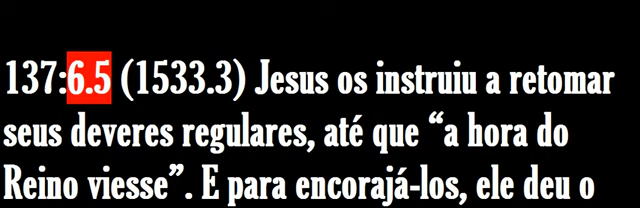 137:6.5 (1533.3) Jesus os instruiu a retomar
seus deveres regulares, até que “a hora do
Reino viesse”. E para encorajá-los, ele deu o